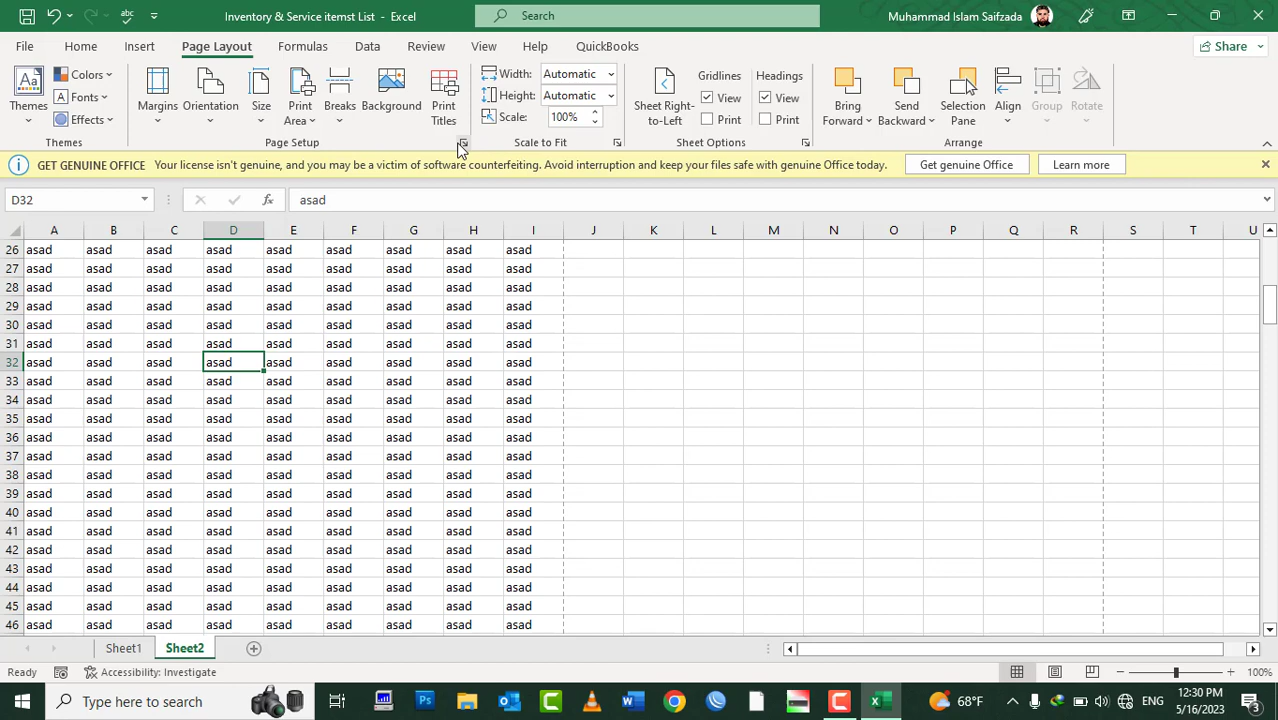 Inventory & Service itemst List - Excel
Search
Muhammad Islam Saifzada
File Home Insert Page Layout Formulas Data Review View Help QuickBooks Share
Themes Colors Fonts Effects
Margins Orientation Size Print Area Breaks Background Print Titles
Width: Automatic
Height: Automatic
Scale: 100%
Sheet Right-to-Left
Gridlines Headings
View View
Print Print
Bring Forward Send Backward Selection Pane Align Group Rotate
Themes Page Setup Scale to Fit Sheet Options Arrange
GET GENUINE OFFICE Your license isn't genuine, and you may be a victim of software counterfeiting. Avoid interruption and keep your files safe with genuine Office today. Get genuine Office Learn more
D32 fx asad
A B C D E F G H I J K L M N O P Q R S T U
26 asad asad asad asad asad asad asad asad asad
27 asad asad asad asad asad asad asad asad asad
28 asad asad asad asad asad asad asad asad asad
29 asad asad asad asad asad asad asad asad asad
30 asad asad asad asad asad asad asad asad asad
31 asad asad asad asad asad asad asad asad asad
32 asad asad asad asad asad asad asad asad asad
33 asad asad asad asad asad asad asad asad asad
34 asad asad asad asad asad asad asad asad asad
35 asad asad asad asad asad asad asad asad asad
36 asad asad asad asad asad asad asad asad asad
37 asad asad asad asad asad asad asad asad asad
38 asad asad asad asad asad asad asad asad asad
39 asad asad asad asad asad asad asad asad asad
40 asad asad asad asad asad asad asad asad asad
41 asad asad asad asad asad asad asad asad asad
42 asad asad asad asad asad asad asad asad asad
43 asad asad asad asad asad asad asad asad asad
44 asad asad asad asad asad asad asad asad asad
45 asad asad asad asad asad asad asad asad asad
46 asad asad asad asad asad asad asad asad asad
Sheet1 Sheet2
Ready Accessibility: Investigate 100%
Type here to search
68°F ENG
12:30 PM
5/16/2023
3